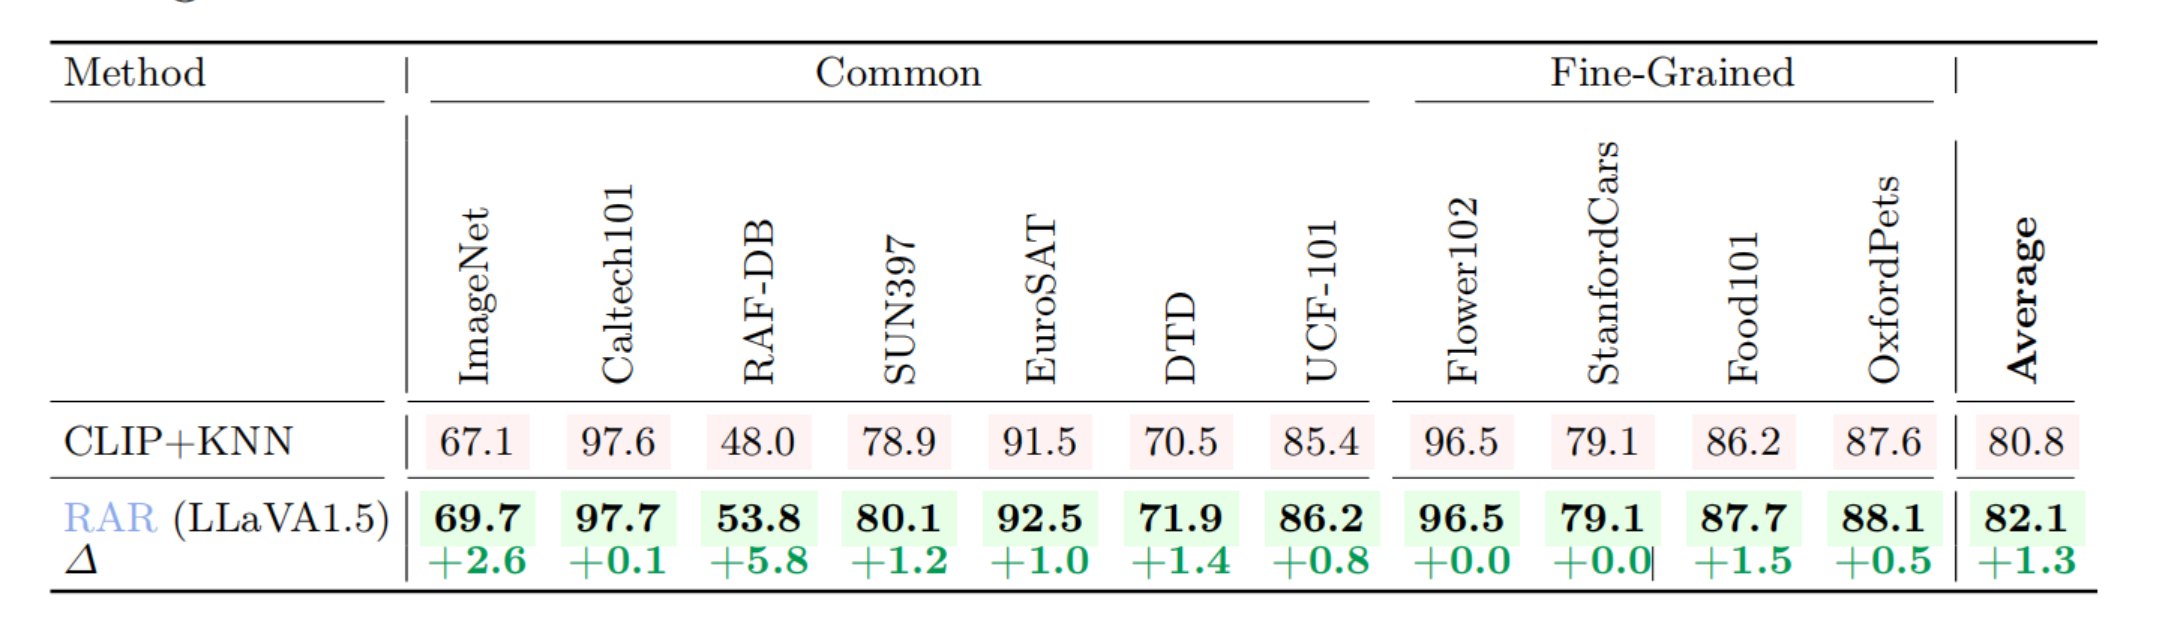 Method Common Fine-Grained
ImageNet Caltech101 RAF-DB SUN397 EuroSAT DTD UCF-101 Flower102 StanfordCars Food101 OxfordPets Average
CLIP+KNN 67.1 97.6 48.0 78.9 91.5 70.5 85.4 96.5 79.1 86.2 87.6 80.8
RAR (LLaVA1.5) 69.7 97.7 53.8 80.1 92.5 71.9 86.2 96.5 79.1 87.7 88.1 82.1
Δ +2.6 +0.1 +5.8 +1.2 +1.0 +1.4 +0.8 +0.0 +0.0 +1.5 +0.5 +1.3